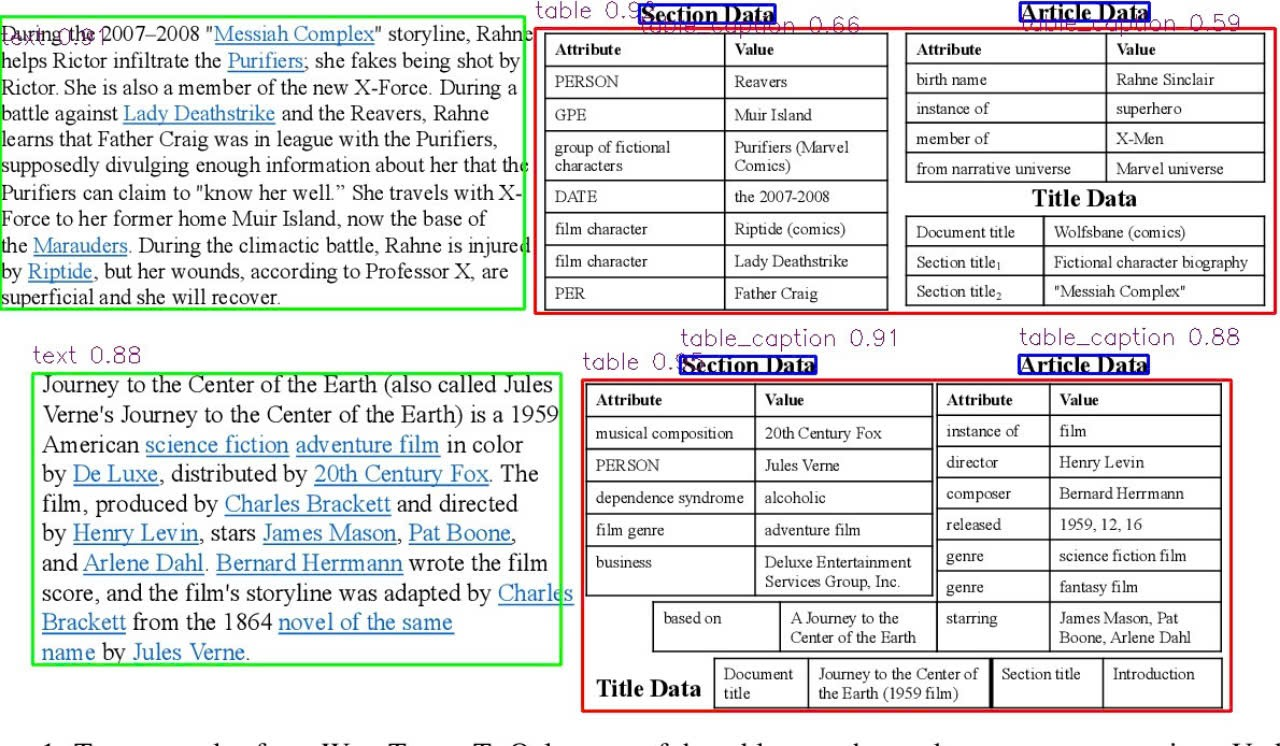 During the 2007–2008 "Messiah Complex" storyline, Rahne
helps Rictor infiltrate the Purifiers; she fakes being shot by
Rictor. She is also a member of the new X-Force. During a
battle against Lady Deathstrike and the Reavers, Rahne
learns that Father Craig was in league with the Purifiers,
supposedly divulging enough information about her that the
Purifiers can claim to "know her well.” She travels with X-
Force to her former home Muir Island, now the base of
the Marauders. During the climactic battle, Rahne is injured
by Riptide, but her wounds, according to Professor X, are
superficial and she will recover.
table 0.9
Section Data
table_caption 0.66
Attribute Value
PERSON Reavers
GPE Muir Island
group of fictional
characters
Purifiers (Marvel
Comics)
DATE the 2007-2008
film character Riptide (comics)
film character Lady Deathstrike
PER Father Craig
Article Data
table_caption 0.59
Attribute Value
birth name Rahne Sinclair
instance of superhero
member of X-Men
from narrative universe Marvel universe
Title Data
Document title Wolfsbane (comics)
Section title₁ Fictional character biography
Section title₂ "Messiah Complex"
text 0.88
Journey to the Center of the Earth (also called Jules
Verne's Journey to the Center of the Earth) is a 1959
American science fiction adventure film in color
by De Luxe, distributed by 20th Century Fox. The
film, produced by Charles Brackett and directed
by Henry Levin, stars James Mason, Pat Boone,
and Arlene Dahl. Bernard Herrmann wrote the film
score, and the film's storyline was adapted by Charles
Brackett from the 1864 novel of the same
name by Jules Verne.
table_caption 0.91
table 0.95
Section Data
Attribute Value
musical composition 20th Century Fox
PERSON Jules Verne
dependence syndrome alcoholic
film genre adventure film
business Deluxe Entertainment
Services Group, Inc.
based on A Journey to the
Center of the Earth
table_caption 0.88
Article Data
Attribute Value
instance of film
director Henry Levin
composer Bernard Herrmann
released 1959, 12, 16
genre science fiction film
genre fantasy film
starring James Mason, Pat
Boone, Arlene Dahl
Title Data
Document
title
Journey to the Center of
the Earth (1959 film)
Section title Introduction